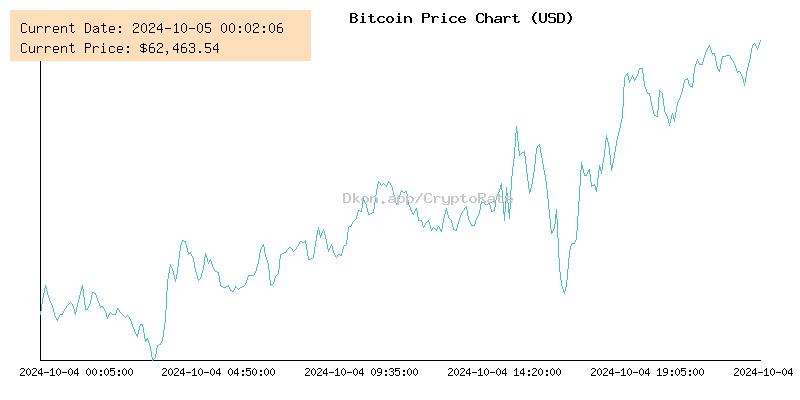 Bitcoin Price Chart (USD)
Current Date: 2024-10-05 00:02:06
Current Price: $62,463.54
Dkon.app/CryptoRate
2024-10-04 00:05:00 2024-10-04 04:50:00 2024-10-04 09:35:00 2024-10-04 14:20:00 2024-10-04 19:05:00 2024-10-04